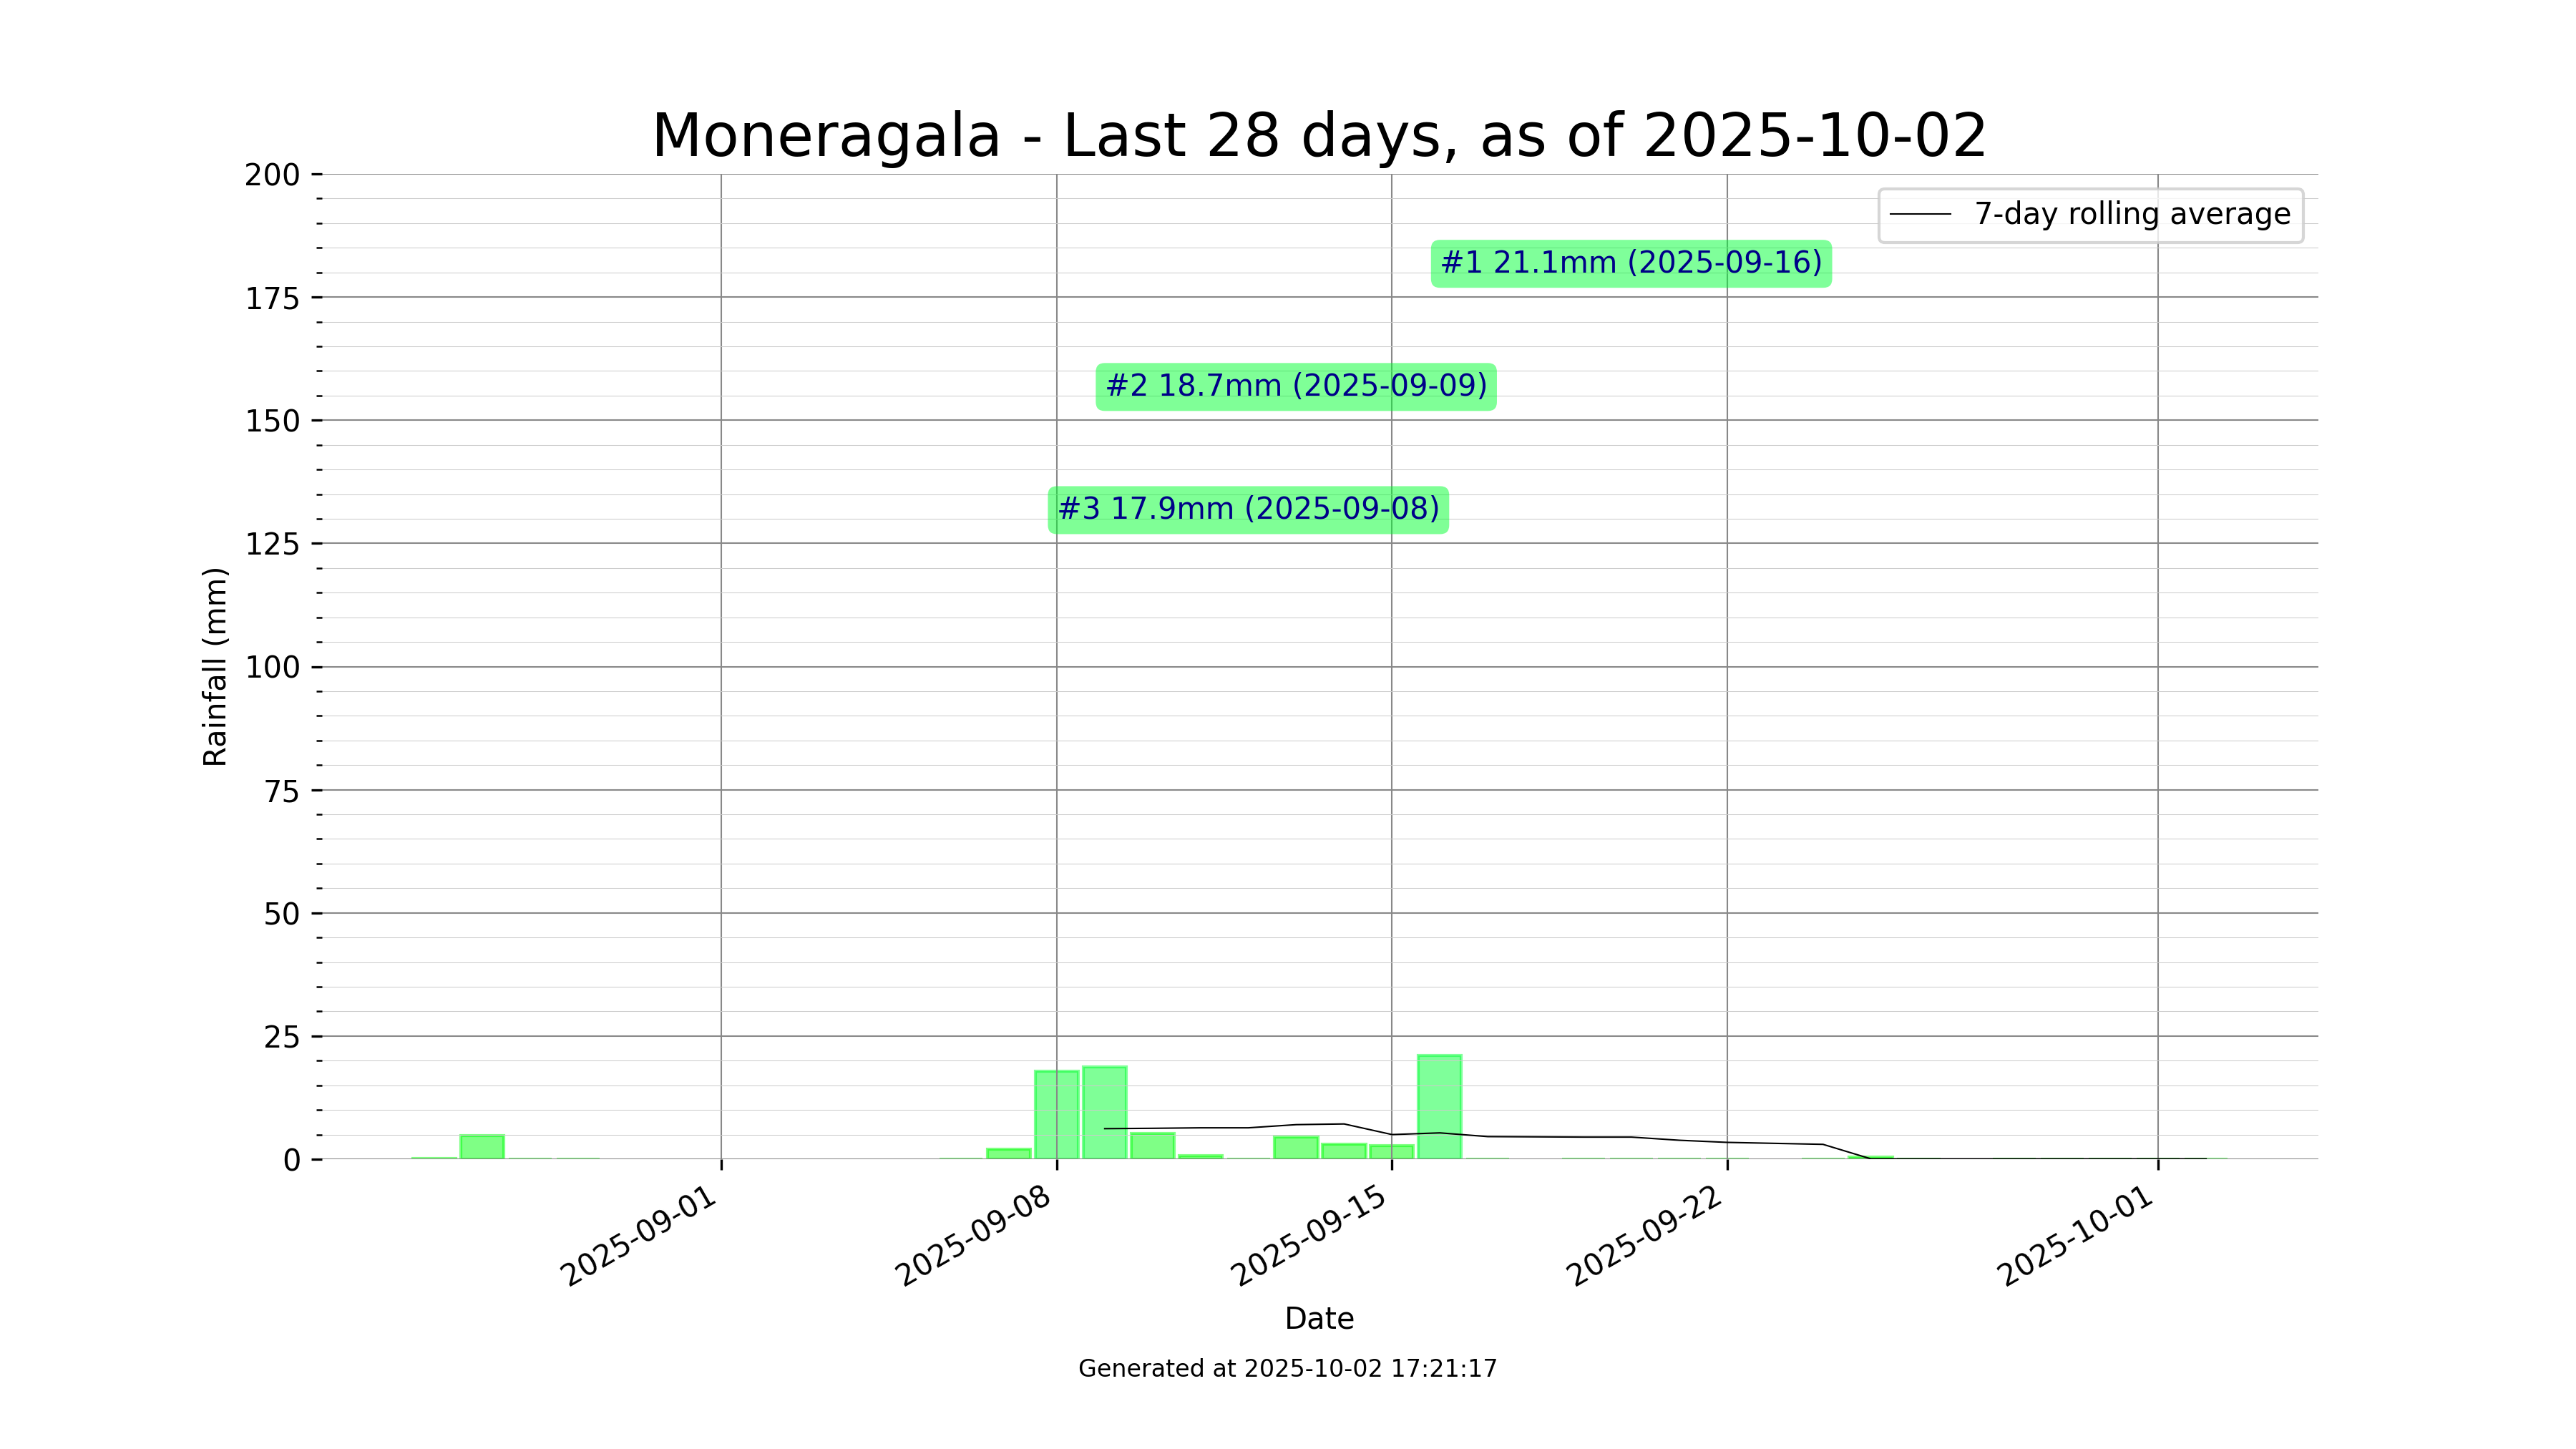 Moneragala - Last 28 days, as of 2025-10-02
200
175
150
125
100
75
50
25
0
Rainfall (mm)
7-day rolling average
#1 21.1mm (2025-09-16)
#2 18.7mm (2025-09-09)
#3 17.9mm (2025-09-08)
2025-09-01
2025-09-08
2025-09-15
2025-09-22
2025-10-01
Date
Generated at 2025-10-02 17:21:17